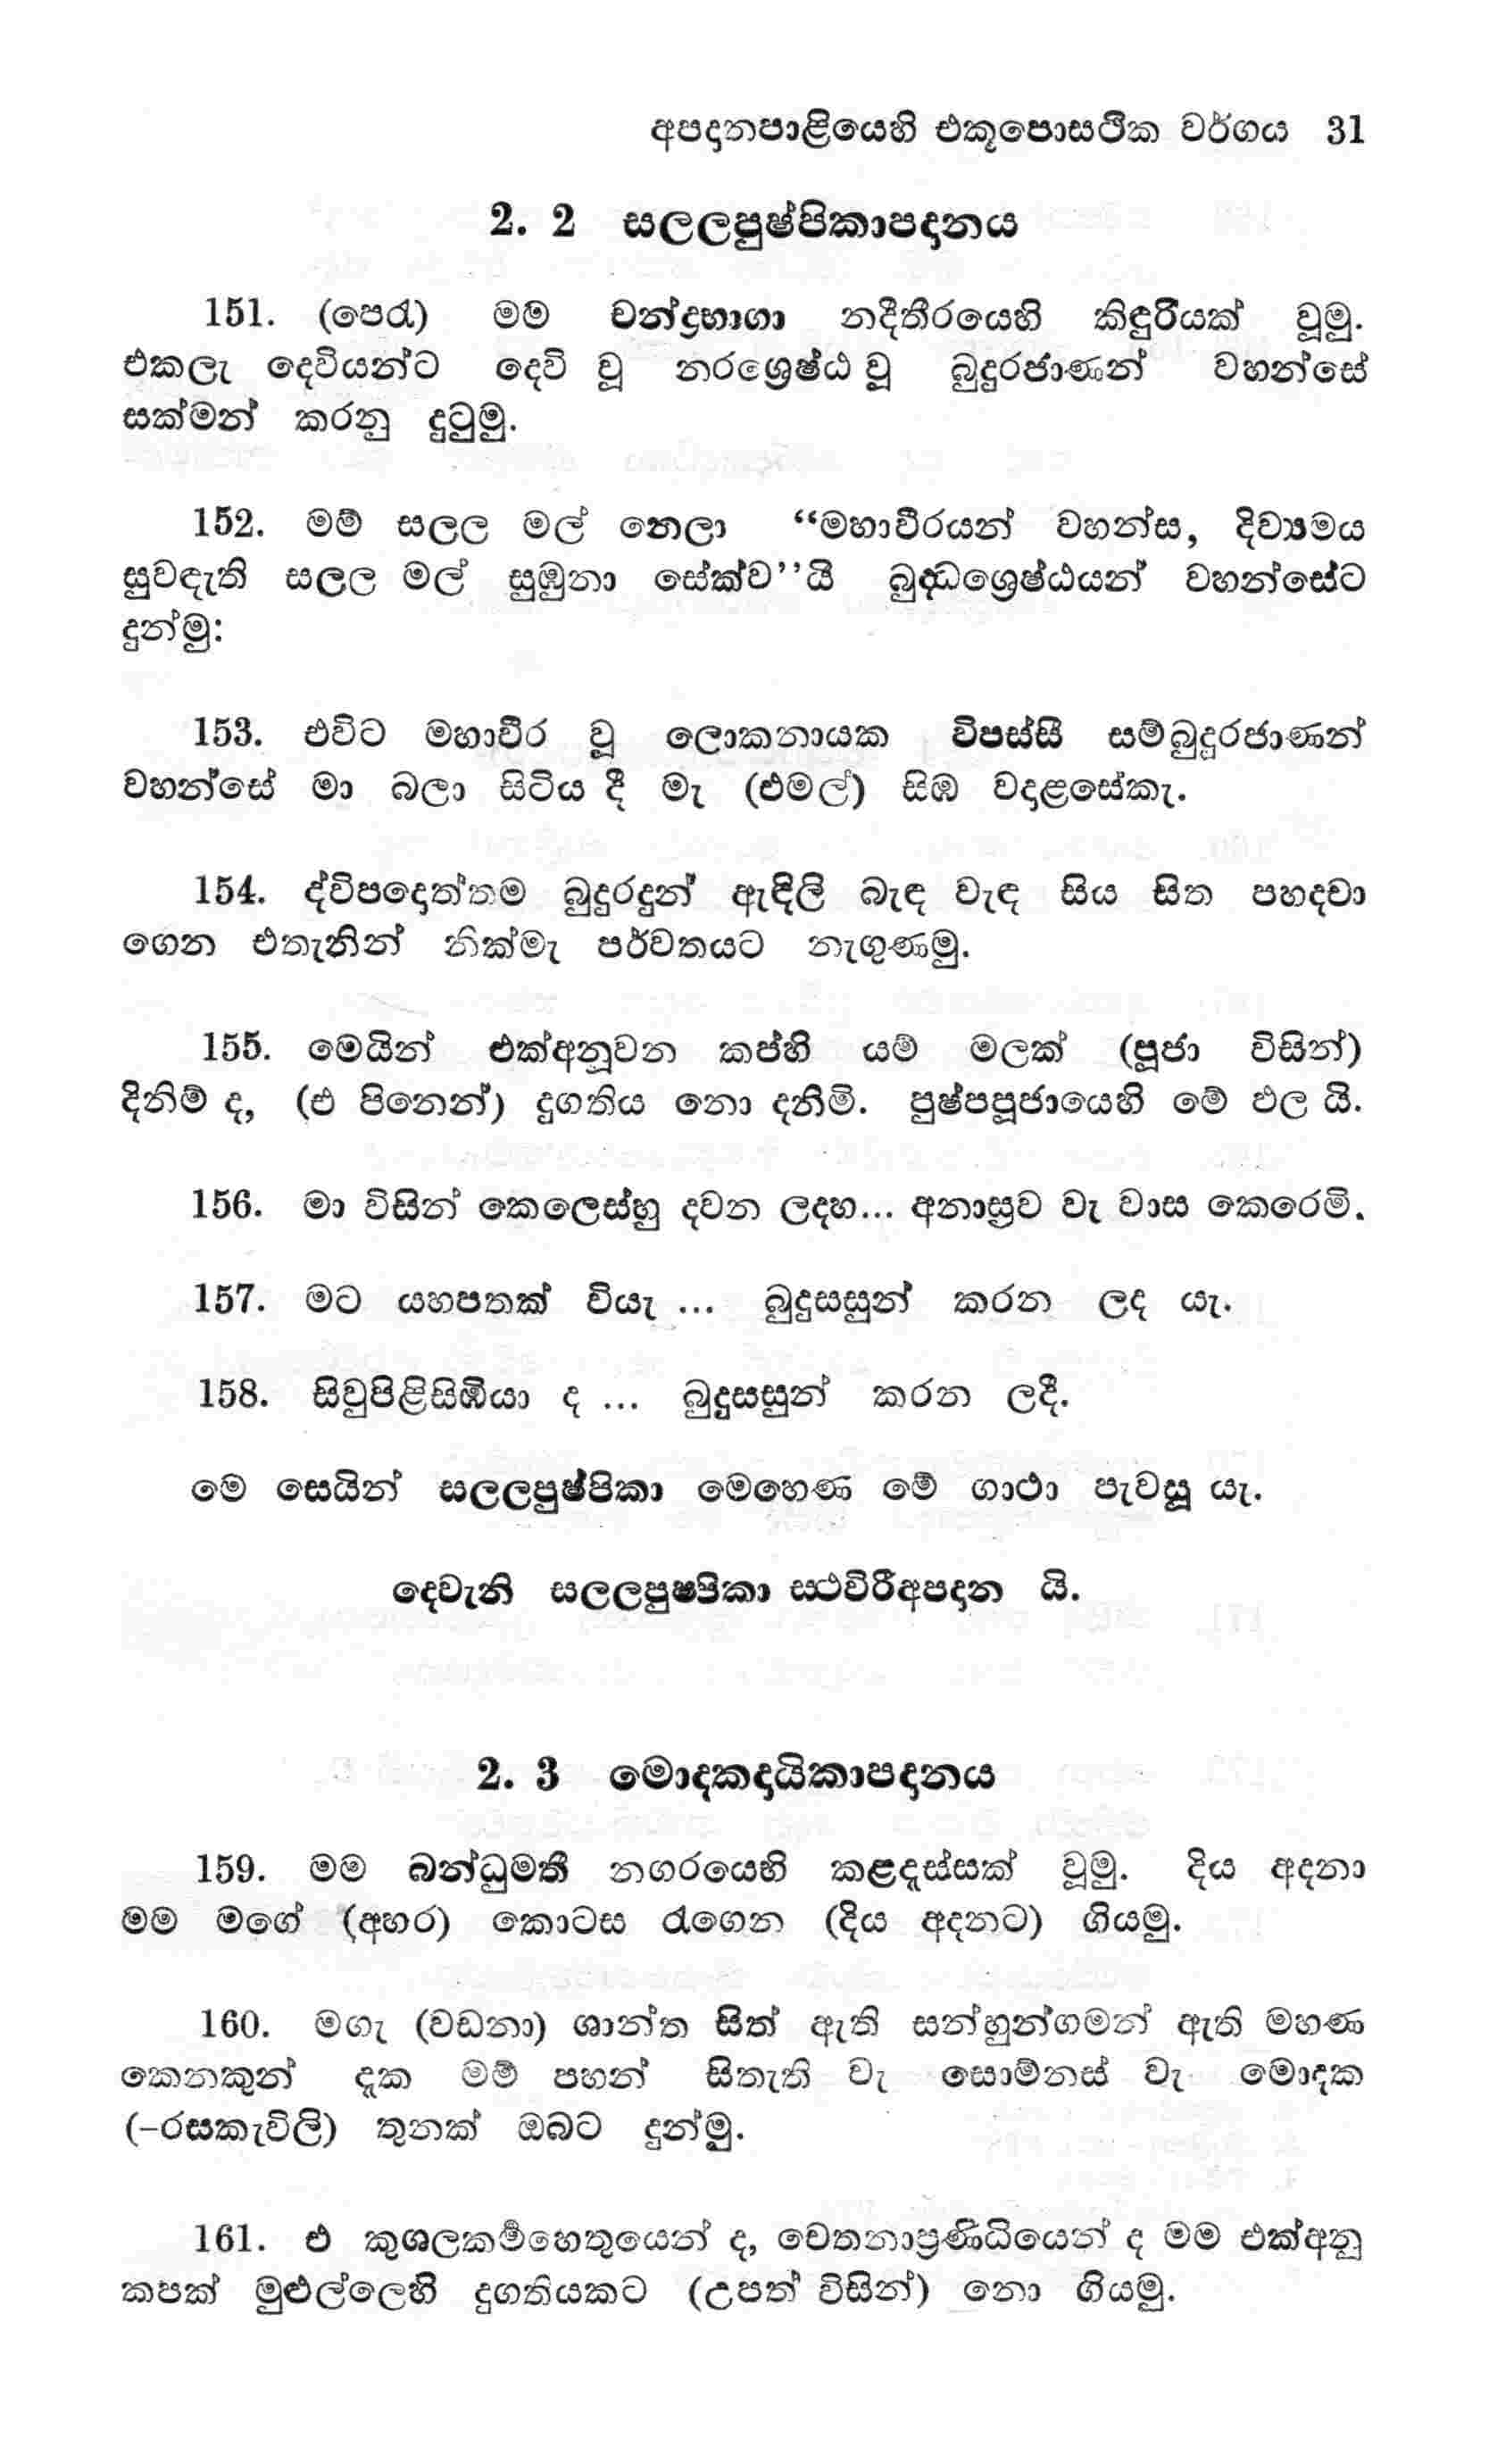 අපදානපාළියෙහි එකූපොසථික වර්ගය 31
2. 2 සලලපුෂ්පිකාපදානය
151. (පෙරැ) මම් චන්ද්‍රභාගා නදීතීරයෙහි කිඳුරියක් වූමු.
එකලැ දෙවියන්ට දෙවි වූ නරශ්‍රෙෂ්ඨ වූ බුදුරජාණන් වහන්සේ
සක්මන් කරනු දුටුමු.
152. මම් සලල මල් නෙලා “මහාවීරයන් වහන්ස, දිව්‍යමය
සුවඳැති සලල මල් සුඹුනා සේක්ව’’යි බුද්ධශ්‍රෙෂ්ඨයන් වහන්සේට
දුන්මු:
153. එවිට මහාවීර වූ ලොකනායක විපස්සී සම්බුදුරජාණන්
වහන්සේ මා බලා සිටිය දී මැ (එමල්) සිඹ වදාළසේකැ.
154. ද්විපදොත්තම බුදුරදුන් ඇඳිලි බැඳ වැඳ සිය සිත පහදවා
ගෙන එතැනින් නික්මැ පර්වතයට නැගුණමු.
155. මෙයින් එක්අනූවන කප්හි යම් මලක් (පූජා විසින්)
දිනිම් ද, (එ පිනෙන්) දුගතිය නො දනිමි. පුෂ්පපූජායෙහි මේ ඵල යි.
156. මා විසින් කෙලෙස්හු දවන ලදහ... අනාස්‍රව වැ වාස කෙරෙමි.
157. මට යහපතක් වියැ ... බුදුසසුන් කරන ලද යැ.
158. සිවුපිළිසිඹියා ද ... බුදුසසුන් කරන ලදී.
මෙ සෙයින් සලලපුෂ්පිකා මෙහෙණ මේ ගාථා පැවසූ යැ.
දෙවැනි සලලපුෂ්පිකා ස්ථවිරීඅපදාන යි.
2. 3 මොදකදායිකාපදානය
159. මම බන්ධුමතී නගරයෙහි කළදැස්සක් වූමු. දිය අදනා
මම මගේ (අහර) කොටස රැගෙන (දිය අදනට) ගියමු.
160. මගැ (වඩනා) ශාන්ත සිත් ඇති සන්හුන්ගමන් ඇති මහණ
කෙනකුන් දැක මම් පහන් සිතැති වැ සොම්නස් වැ මොදක
(-රසකැවිලි) තුනක් ඔබට දුන්මු.
161. එ කුශලකර්මහෙතුයෙන් ද, චෙතනාප්‍රණිධියෙන් ද මම එක්අනූ
කපක් මුළුල්ලෙහි දුගතියකට (උපත් විසින්) නො ගියමු.